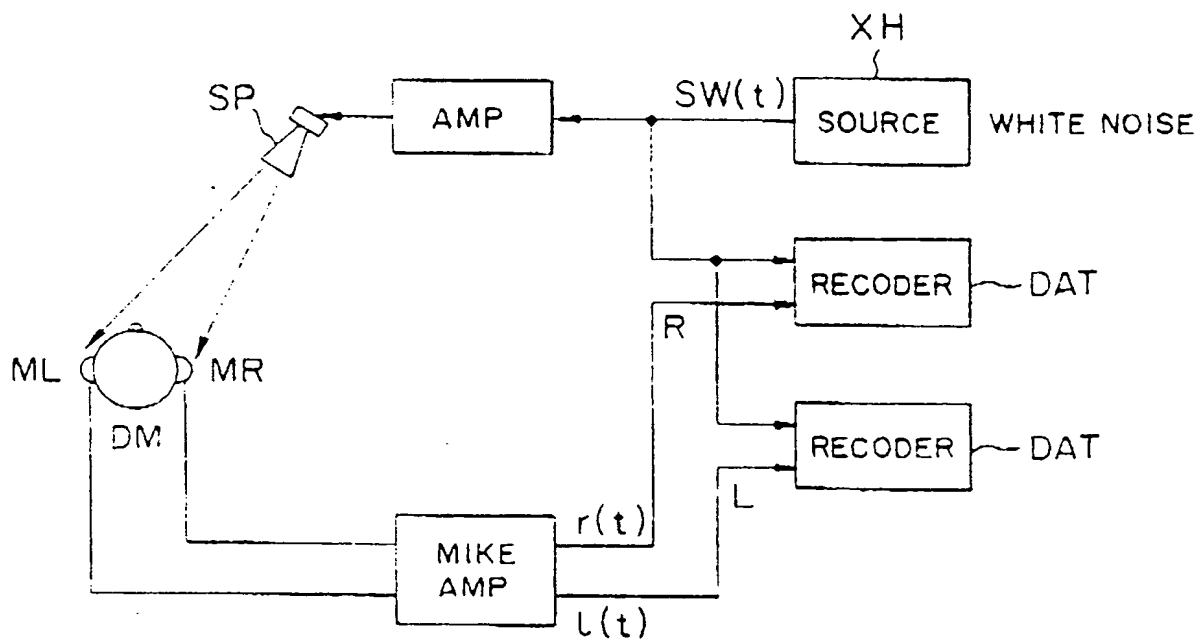 XH
SP
AMP
SW(t)
SOURCE
WHITE NOISE
RECODER
DAT
R
ML
MR
DM
RECODER
DAT
L
MIKE
AMP
r(t)
l(t)